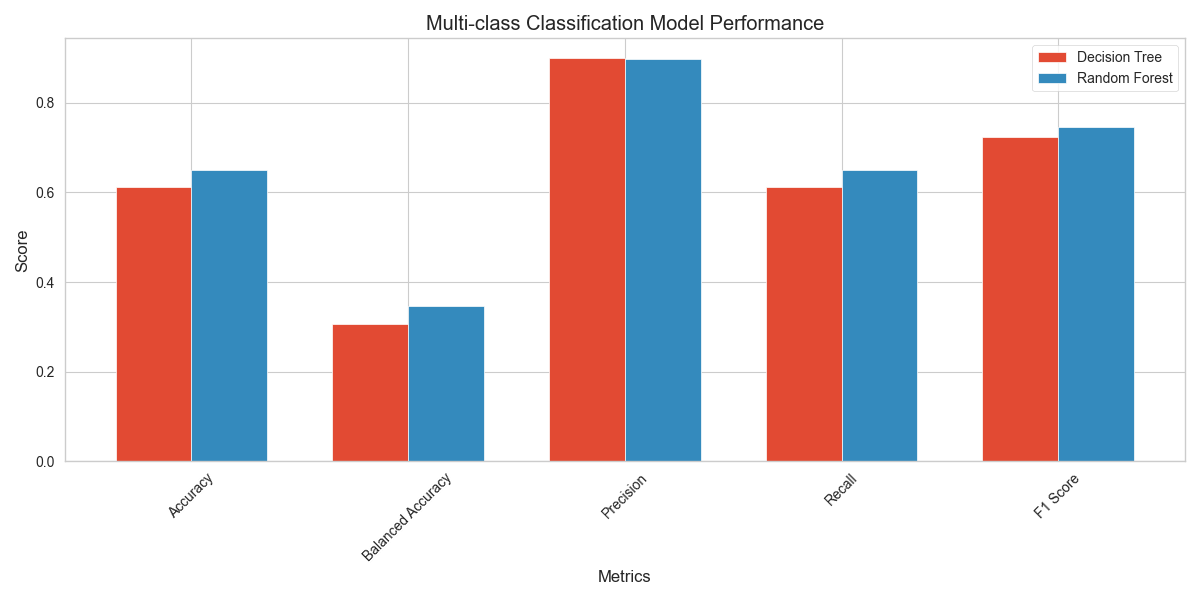 Multi-class Classification Model Performance
Decision Tree
Random Forest
Score
0.8
0.6
0.4
0.2
0.0
Accuracy
Balanced Accuracy
Precision
Recall
F1 Score
Metrics